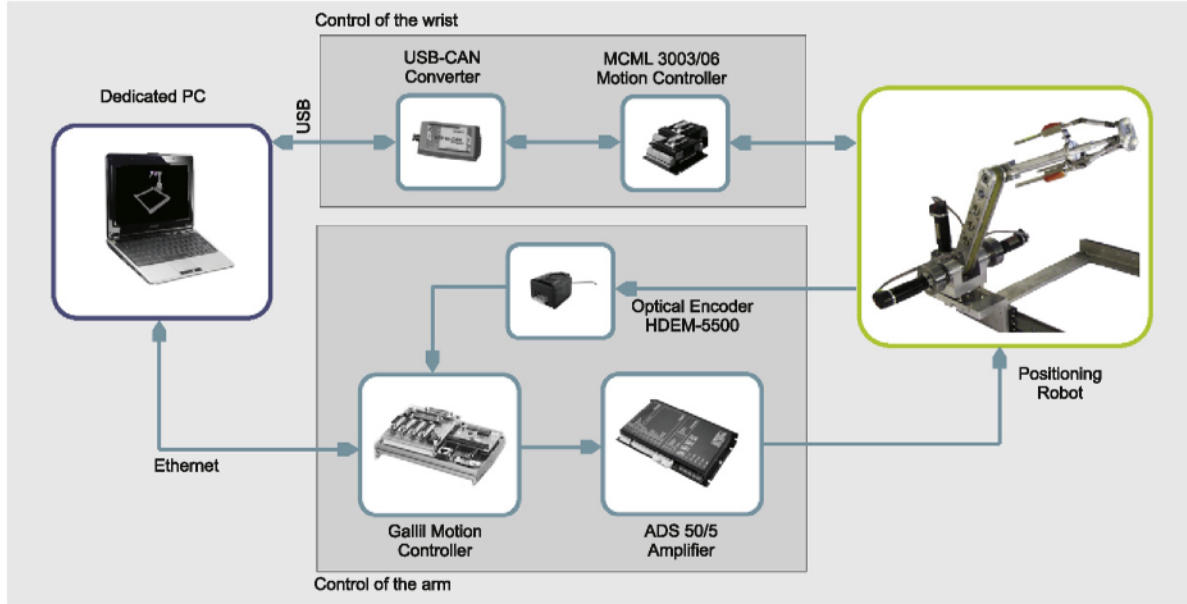 Control of the wrist
USB-CAN
Converter
MCML 3003/06
Motion Controller
Dedicated PC
USB
Optical Encoder
HDEM-5500
Positioning
Robot
Ethernet
Gallil Motion
Controller
ADS 50/5
Amplifier
Control of the arm